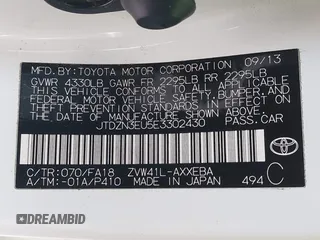 MFD.BY:TOYOTA MOTOR CORPORATION 09/13
GVWR 4330LB GAWR FR 2295LB RR 2295LB
THIS VEHICLE CONFORMS TO ALL APPLICABLE
FEDERAL MOTOR VEHICLE SAFETY AND
THEFT PREVENTION STANDARDS IN EFFECT ON
THE DATE OF MANUFACTURE SHOWN ABOVE.
JTDZN3EU5E3302430 PASS.CAR
C/TR:070/FA18 ZVW41L-AXXEBA
A/TM:-01A/P410 MADE IN JAPAN 494 C
DREAMBID